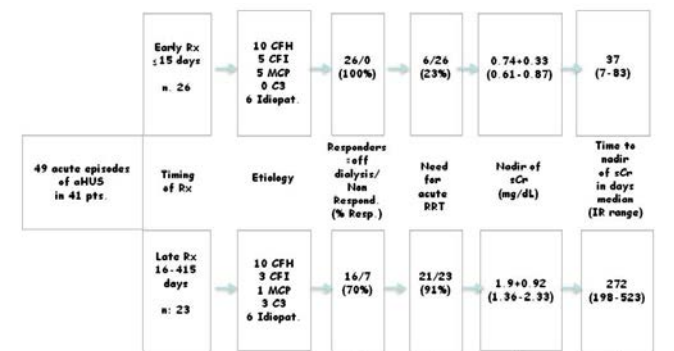 Early Rx
≤15 days
n. 26
10 CFH
5 CFI
5 MCP
0 C3
6 Idiopat.
26/0
(100%)
6/26
(23%)
0.74+0.33
(0.61-0.87)
37
(7-83)
49 acute episodes
of aHUS
in 41 pts.
Timing
of Rx
Etiology
Responders
:off
dialysis/
Non
Respond.
(% Resp.)
Need
for
acute
RRT
Nadir of
sCr
(mg/dL)
Time to
nadir
of sCr
in days
median
(IR range)
Late Rx
16-415
days
n: 23
10 CFH
3 CFI
1 MCP
3 C3
6 Idiopat.
16/7
(70%)
21/23
(91%)
1.9+0.92
(1.36-2.33)
272
(198-523)